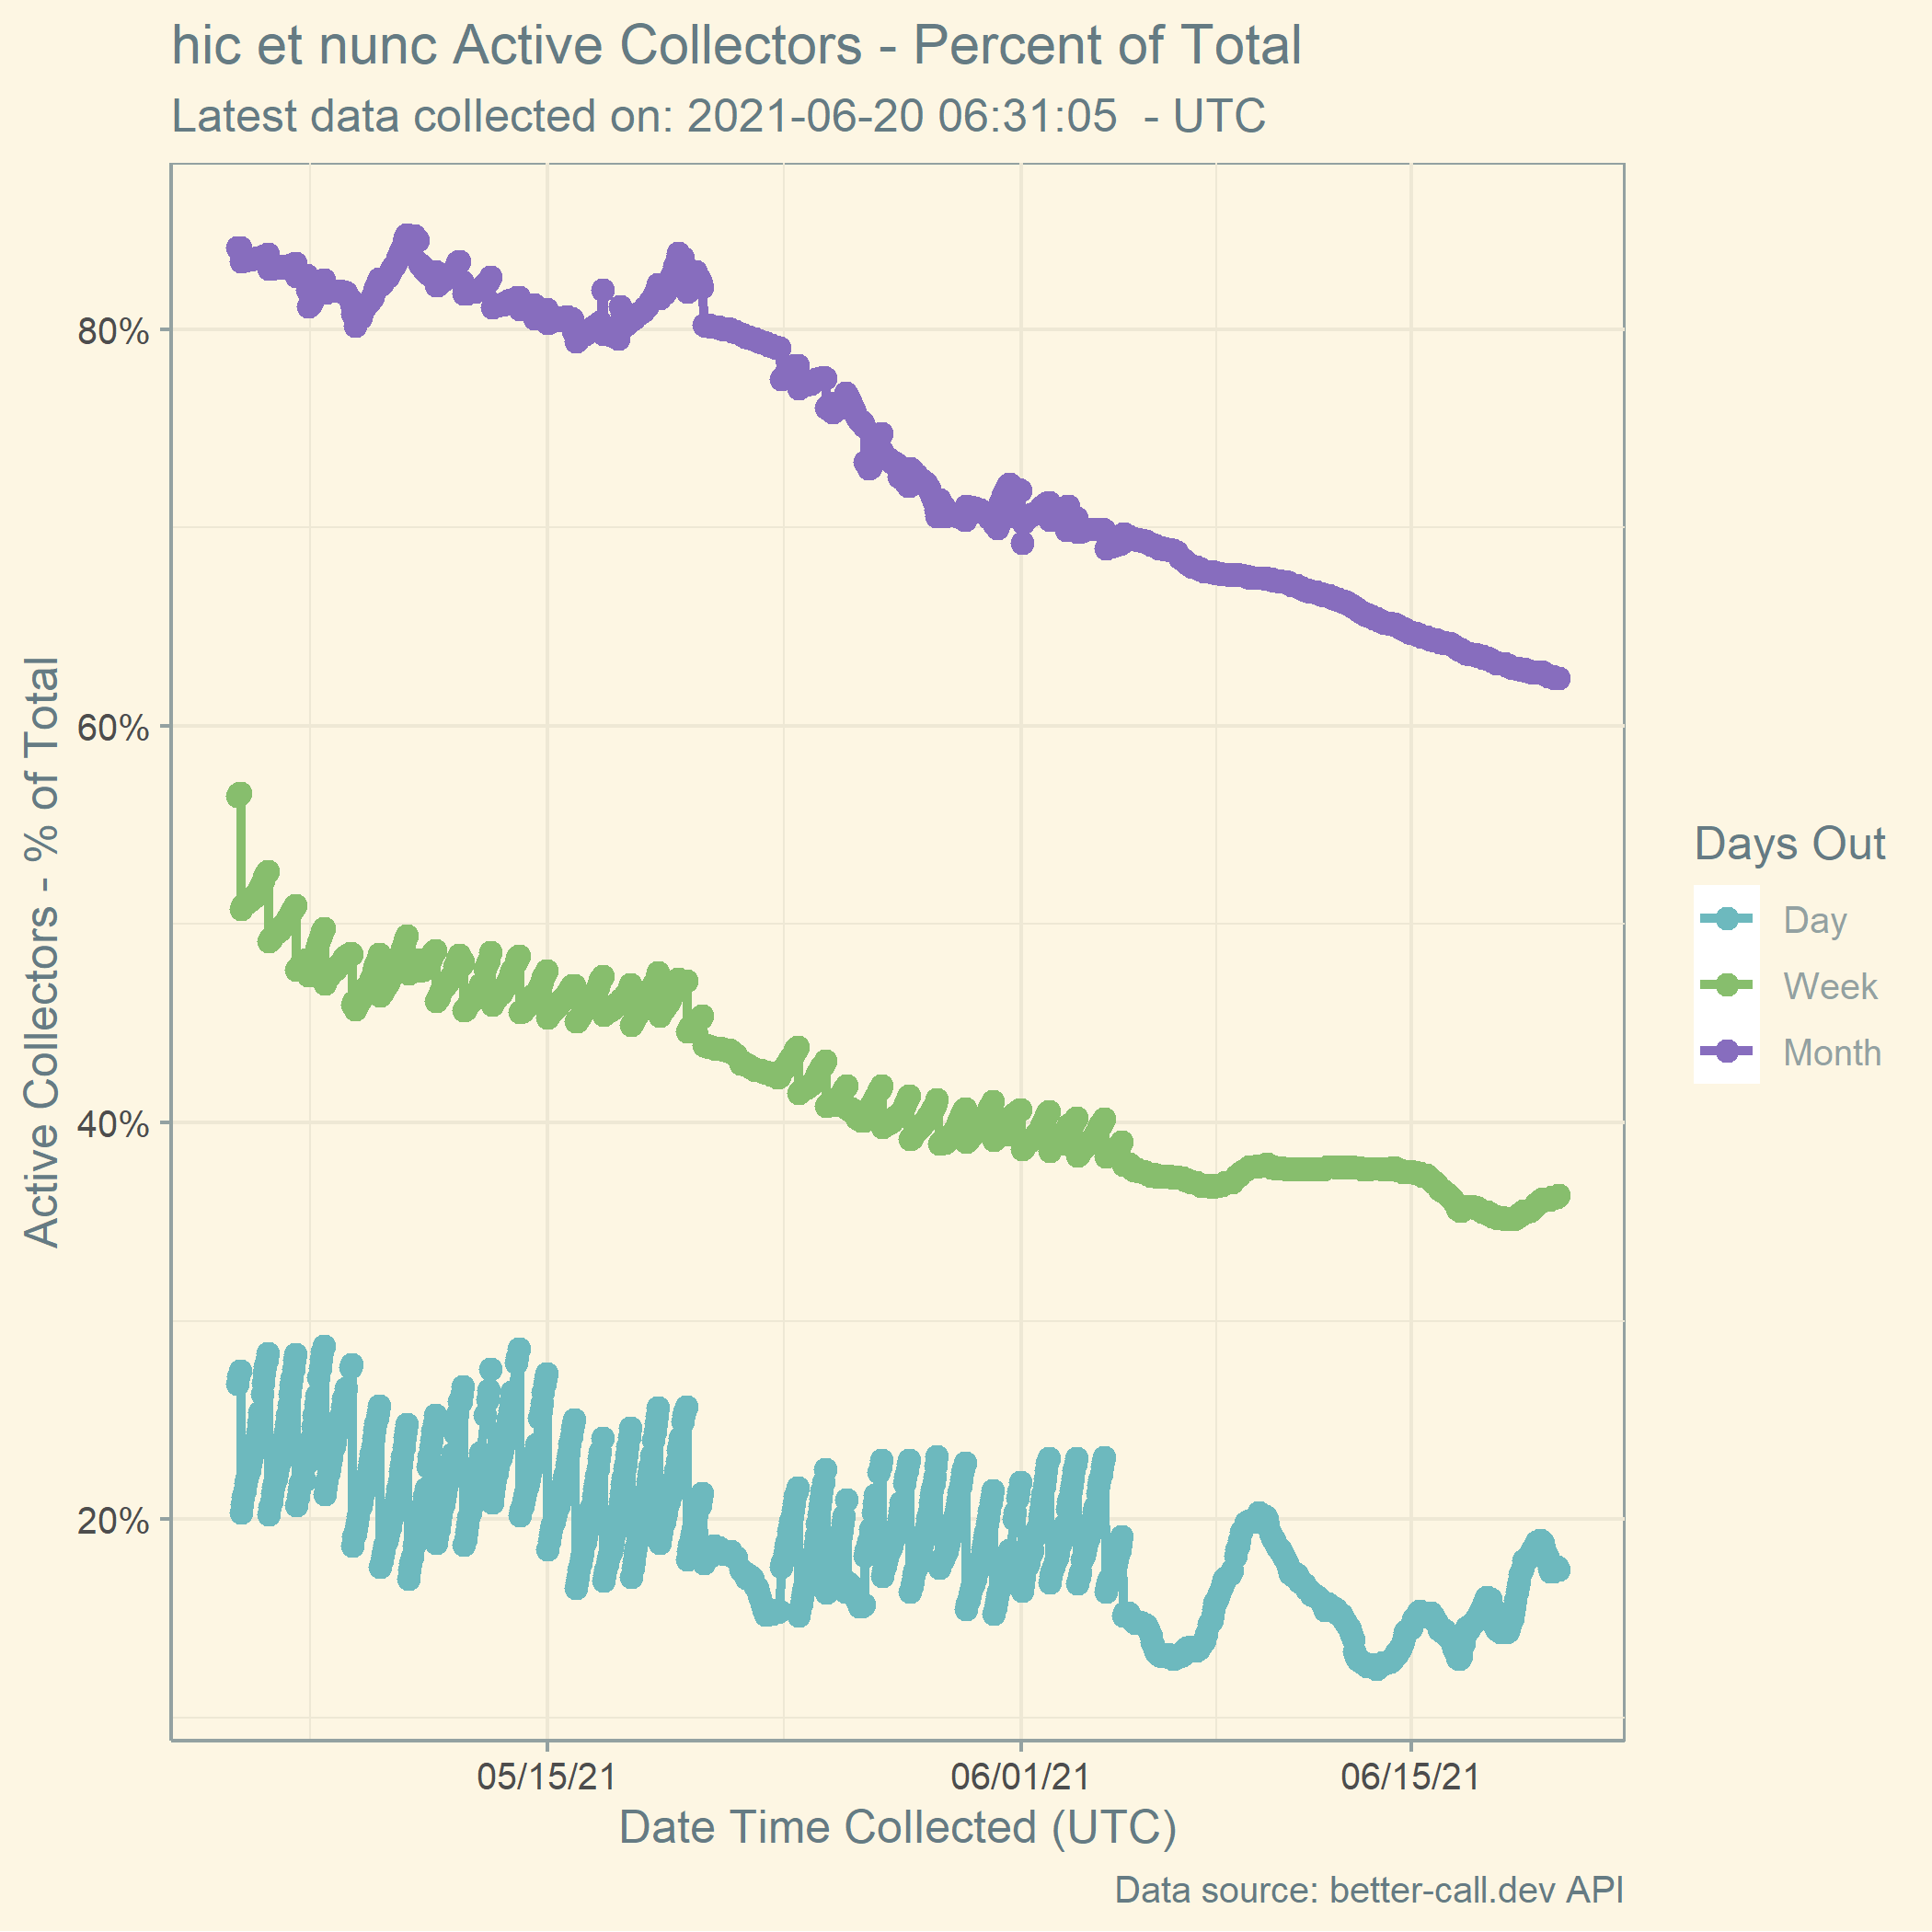 hic et nunc Active Collectors - Percent of Total
Latest data collected on: 2021-06-20 06:31:05  - UTC
Active Collectors - % of Total
80%
60%
40%
20%
05/15/21
06/01/21
06/15/21
Date Time Collected (UTC)
Days Out
Day
Week
Month
Data source: better-call.dev API